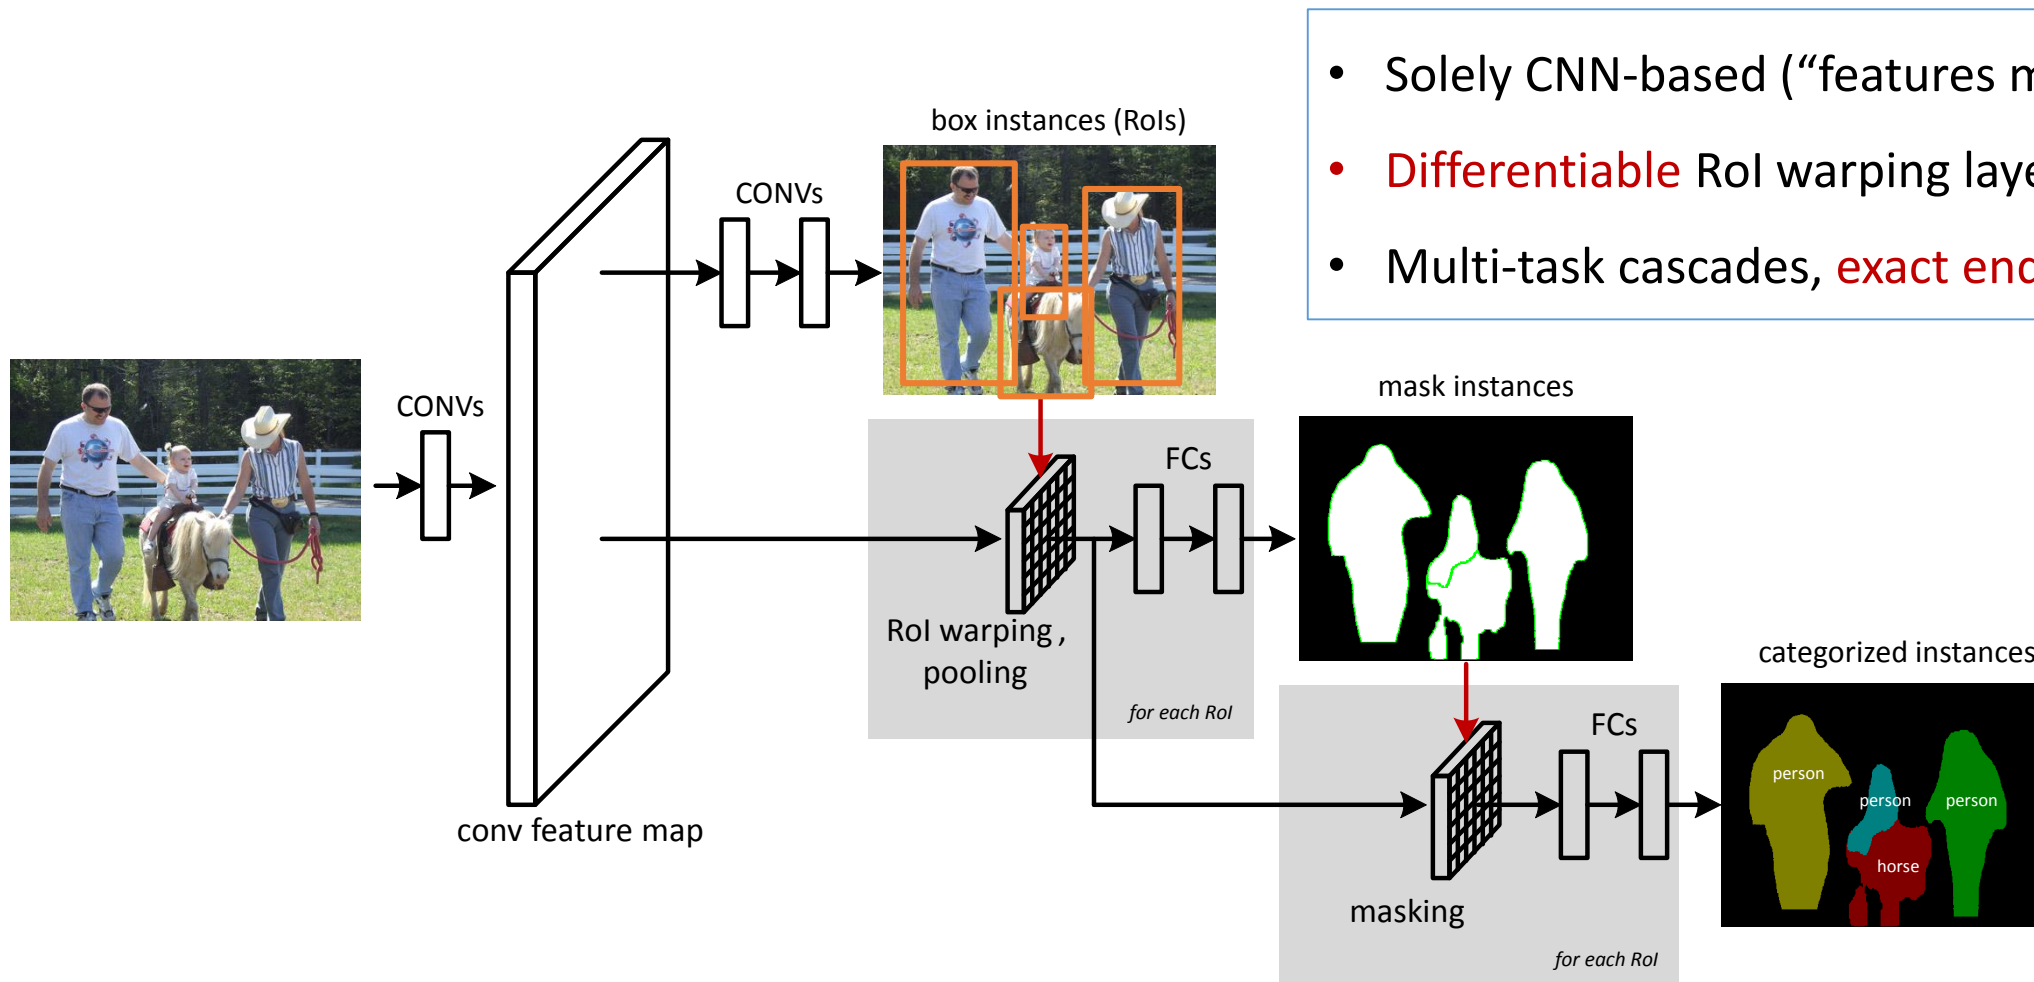 • Solely CNN-based (“features
• Differentiable RoI warping
• Multi-task cascades, exact
box instances (RoIs)
CONVs
CONVs
mask instances
FCs
RoI warping,
pooling
for each RoI
conv feature map
categorized instances
FCs
person
person
person
horse
masking
for each RoI